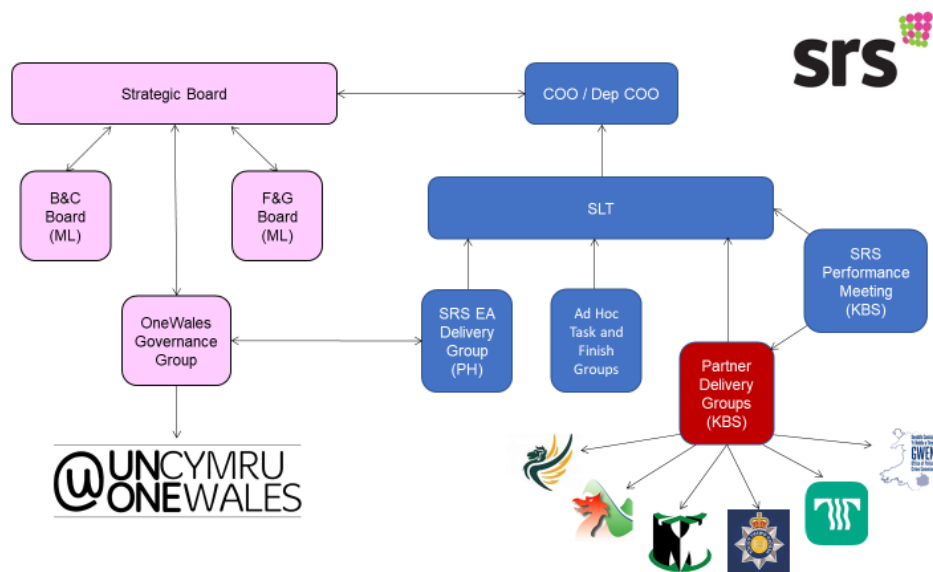 srs
Strategic Board
COO / Dep COO
B&C
Board
(ML)
F&G
Board
(ML)
SLT
SRS
Performance
Meeting
(KBS)
OneWales
Governance
Group
SRS EA
Delivery
Group
(PH)
Ad Hoc
Task and
Finish
Groups
Partner
Delivery
Groups
(KBS)
@UNCYMRU
ONEWALES
GWEN